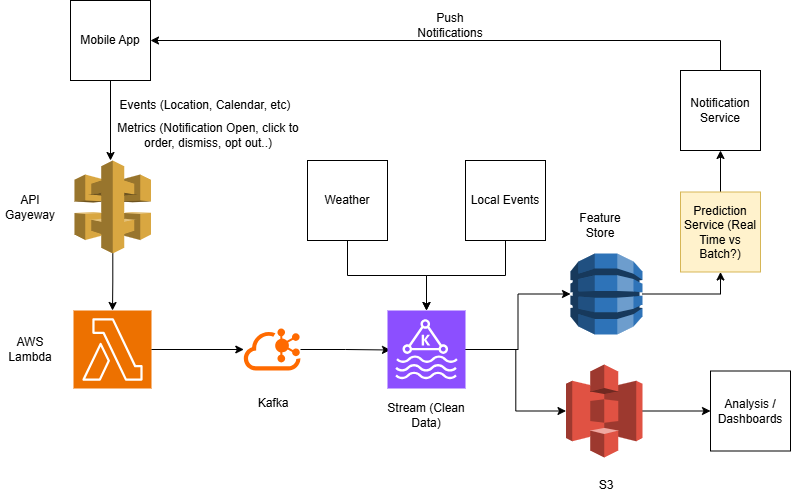 Push
Notifications
Mobile App
Events (Location, Calendar, etc)
Metrics (Notification Open, click to
order, dismiss, opt out..)
Notification
Service
API
Gayeway
Weather
Local Events
Feature
Store
Prediction
Service (Real
Time vs
Batch?)
AWS
Lambda
K
Kafka
Stream (Clean
Data)
Analysis /
Dashboards
S3